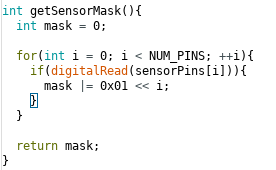 int getSensorMask(){
  int mask = 0;

  for(int i = 0; i < NUM_PINS; ++i){
    if(digitalRead(sensorPins[i])){
      mask |= 0x01 << i;
    }
  }

  return mask;
}